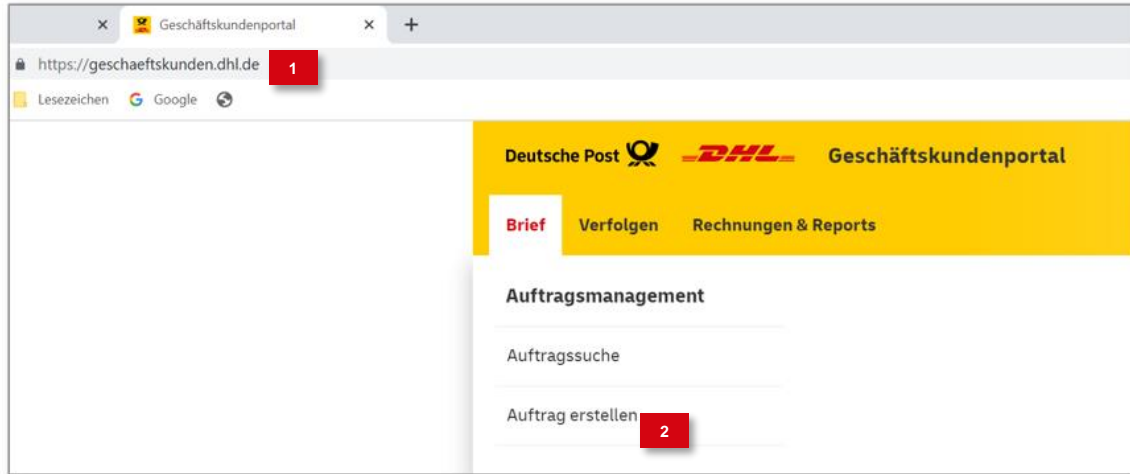 Geschäftskundenportal
https://geschaeftskunden.dhl.de 1
Lesezeichen Google
Deutsche Post DHL Geschäftskundenportal
Brief Verfolgen Rechnungen & Reports
Auftragsmanagement
Auftragssuche
Auftrag erstellen 2